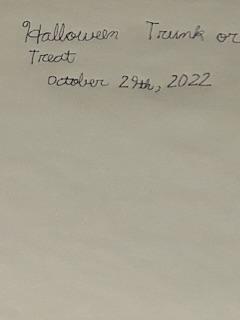 Halloween Trunk or
Treat
October 29th, 2022